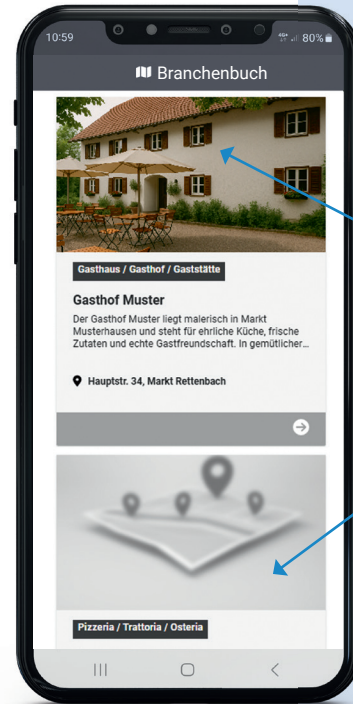 10:59
80%
Branchenbuch
Gasthaus / Gasthof / Gaststätte
Gasthof Muster
Der Gasthof Muster liegt malerisch in Markt
Musterhausen und steht für ehrliche Küche, frische
Zutaten und echte Gastfreundschaft. In gemütlicher...
Hauptstr. 34, Markt Rettenbach
Pizzeria / Trattoria / Osteria